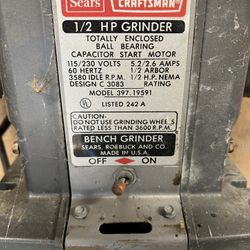 Sears CRAFTSMAN
1/2 HP GRINDER
TOTALLY ENCLOSED
BALL BEARING
CAPACITOR START MOTOR
115/230 VOLTS 5.2/2.6 AMPS
60 HERTZ 1/2 ARBOR
3580 IDLE R.P.M. 1/2 H.P. NEMA
DESIGN C 3083 RATING
MODEL 397.19591
UL LISTED 242 A
CAUTION-
DO NOT USE GRINDING WHEELS
RATED LESS THAN 3600 R.P.M.
BENCH GRINDER
SEARS, ROEBUCK AND CO.
MADE IN U.S.A.
OFF ON